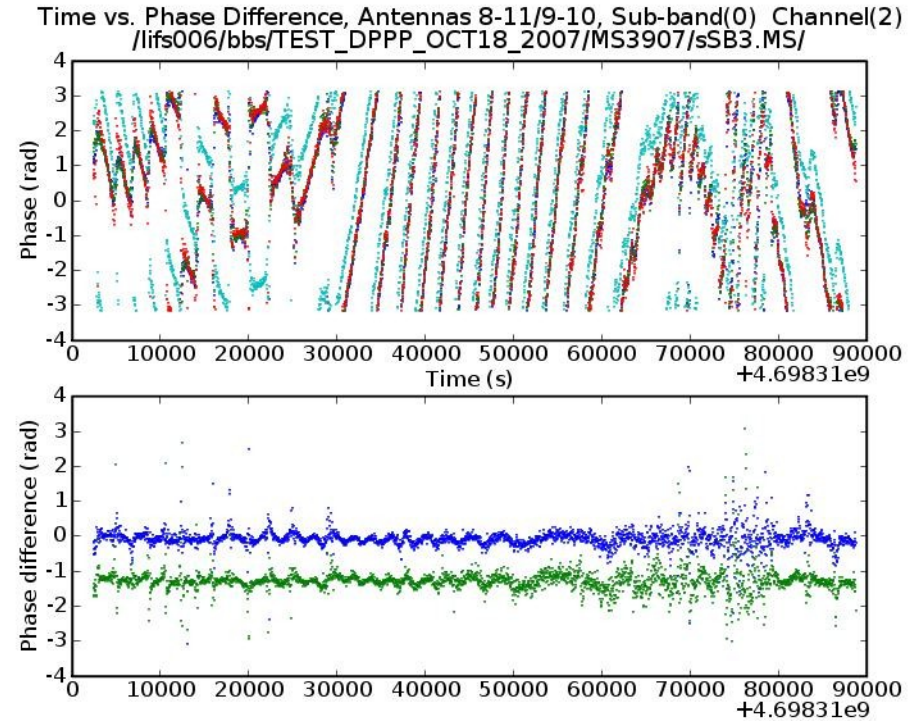 Time vs. Phase Difference, Antennas 8-11/9-10, Sub-band(0) Channel(2)
/lifs006/bbs/TEST_DPPP_OCT18_2007/MS3907/sSB3.MS/
4
3
2
1
0
-1
-2
-3
-4
Phase (rad)
0 10000 20000 30000 40000 50000 60000 70000 80000 90000
Time (s)
+4.69831e9
4
3
2
1
0
-1
-2
-3
-4
Phase difference (rad)
0 10000 20000 30000 40000 50000 60000 70000 80000 90000
+4.69831e9